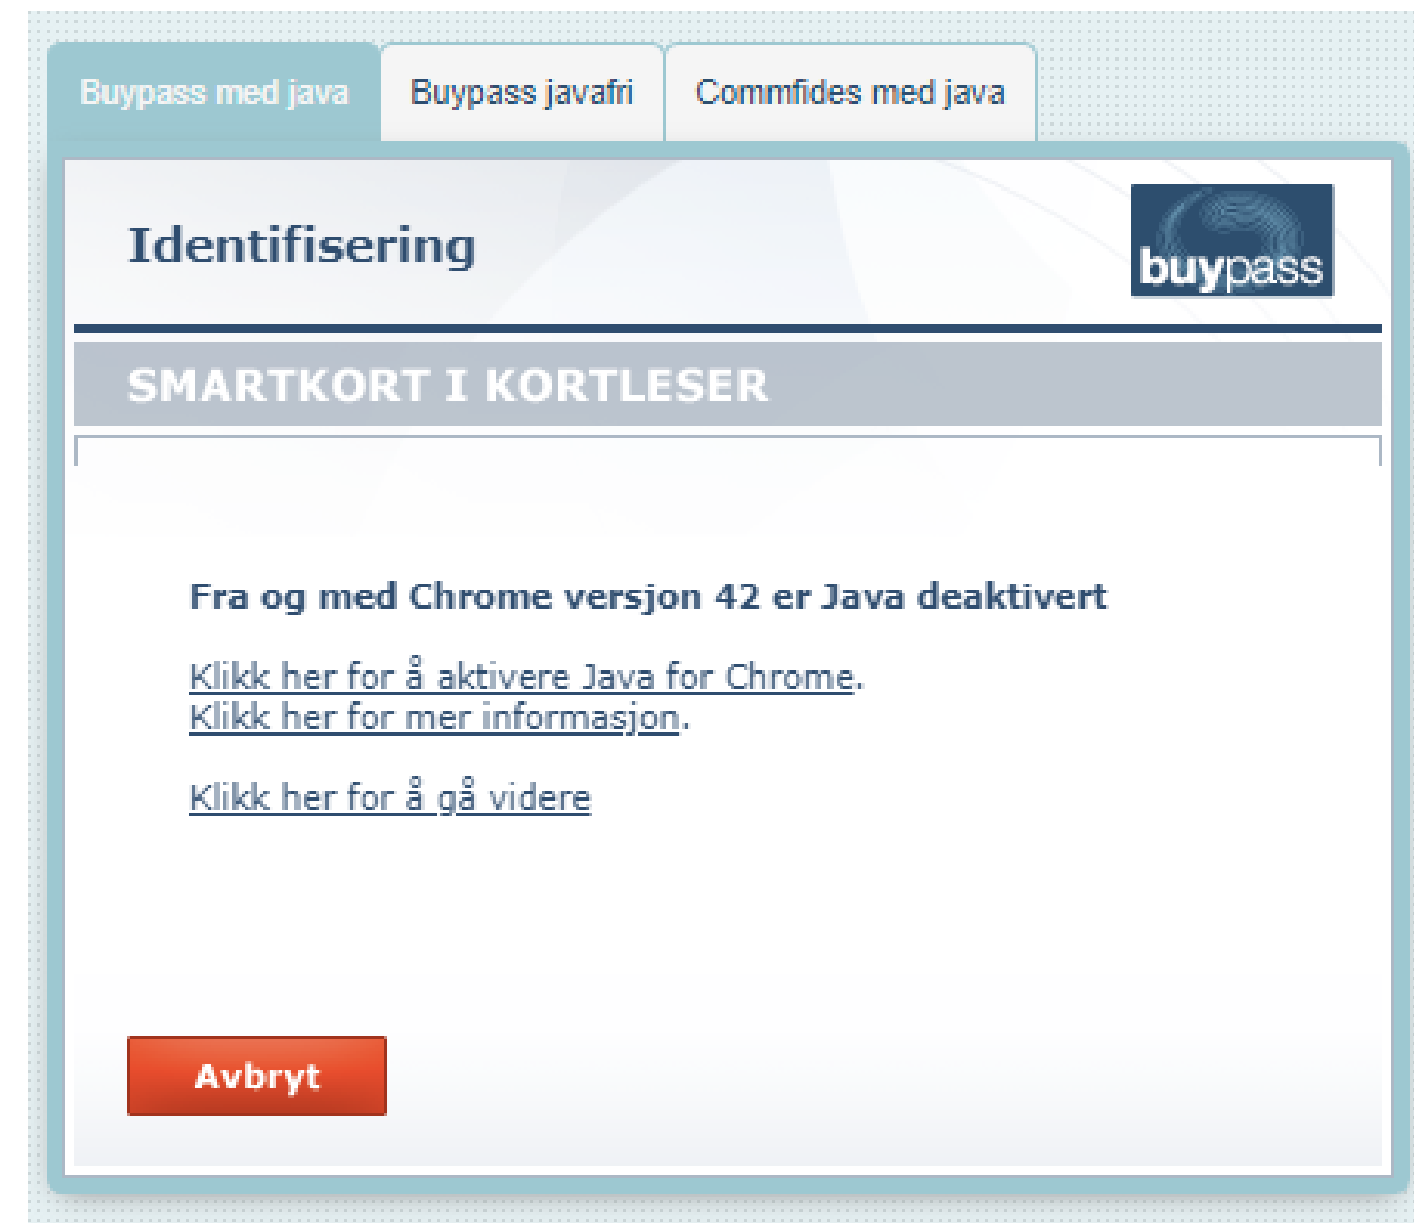 Buypass med java
Buypass javafri
Commfides med java
Identifisering
buypass
SMARTKORT I KORTLESER
Fra og med Chrome versjon 42 er Java deaktivert
Klikk her for å aktivere Java for Chrome.
Klikk her for mer informasjon.
Klikk her for å gå videre
Avbryt